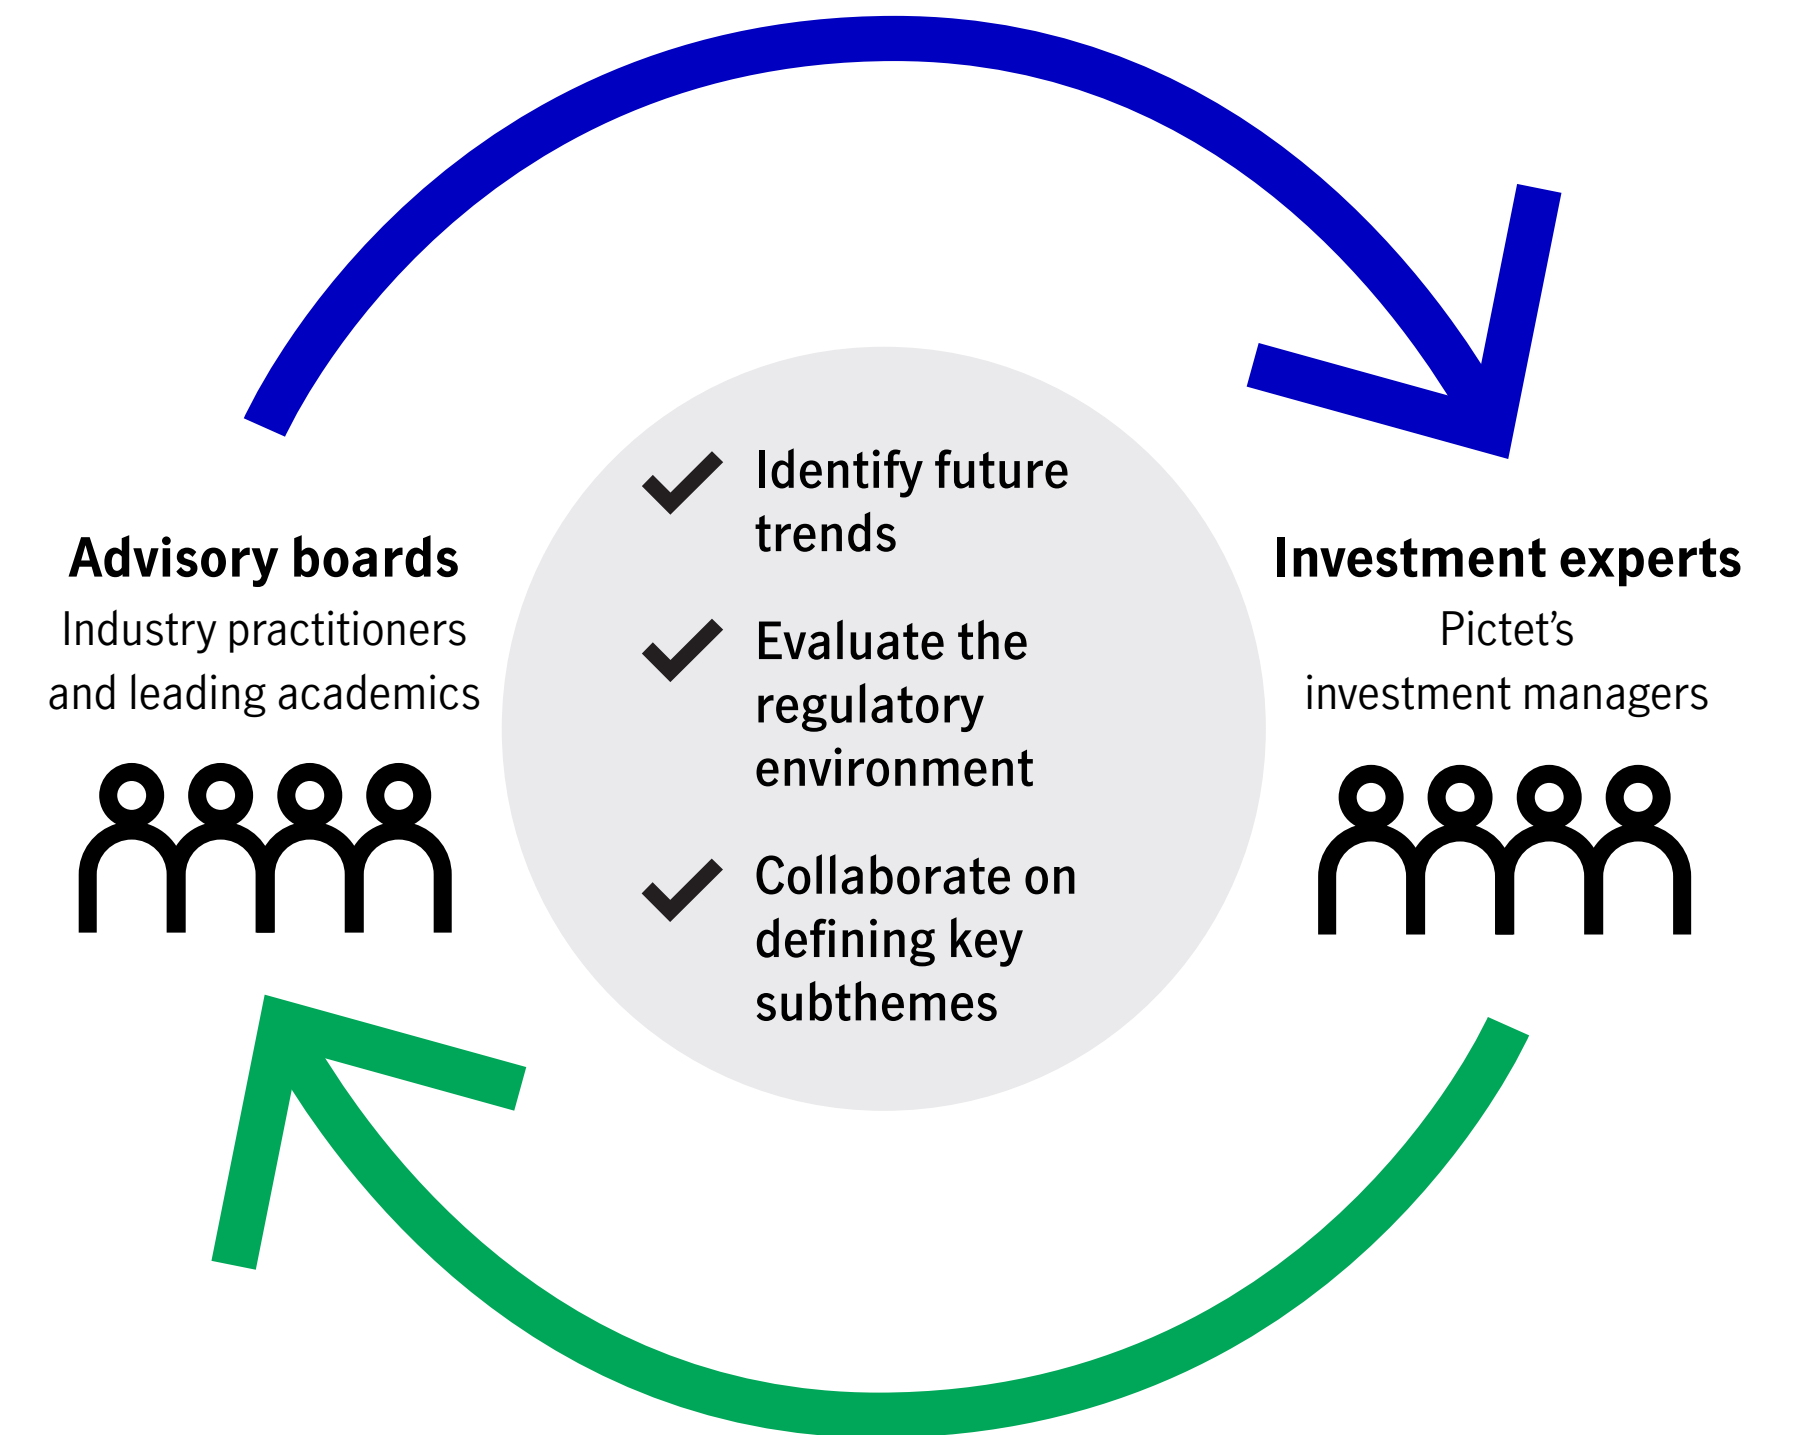 Advisory boards
Industry practitioners
and leading academics
Identify future
trends
Evaluate the
regulatory
environment
Collaborate on
defining key
subthemes
Investment experts
Pictet’s
investment managers